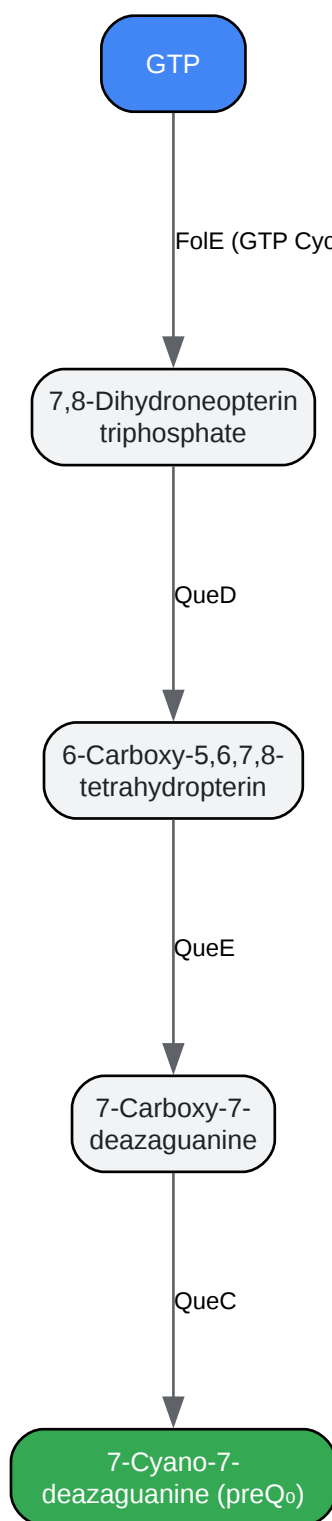 GTP
FolE (GTP Cyc
7,8-Dihydroneopterin
triphosphate
QueD
6-Carboxy-5,6,7,8-
tetrahydropterin
QueE
7-Carboxy-7-
deazaguanine
QueC
7-Cyano-7-
deazaguanine (preQ₀)